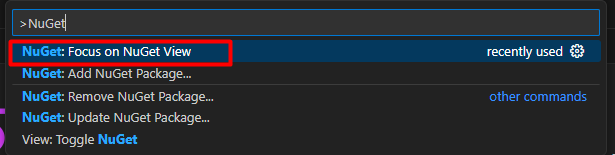 >NuGet
NuGet: Focus on NuGet View recently used
NuGet: Add NuGet Package...
NuGet: Remove NuGet Package... other commands
NuGet: Update NuGet Package...
View: Toggle NuGet